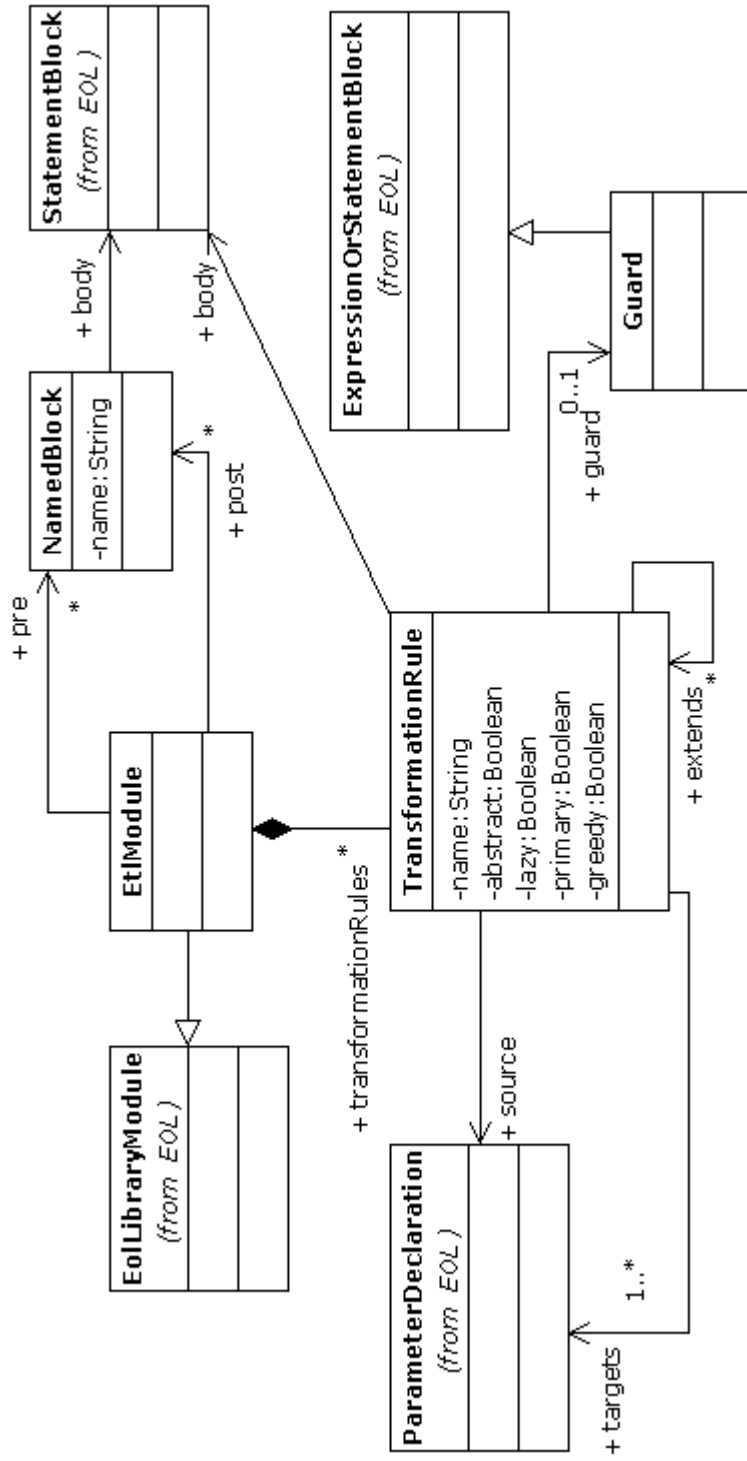 EolLibraryModule
(from EOL)
EtlModule
+ pre
*
NamedBlock
-name:String
*
+ post
+ body
StatementBlock
(from EOL)
+ body
+ transformationRules
*
ParameterDeclaration
(from EOL)
+ source
TransformationRule
-name:String
-abstract:Boolean
-lazy:Boolean
-primary:Boolean
-greedy:Boolean
+ targets
1..*
+ extends
*
+ guard
0..1
ExpressionOrStatementBlock
(from EOL)
Guard